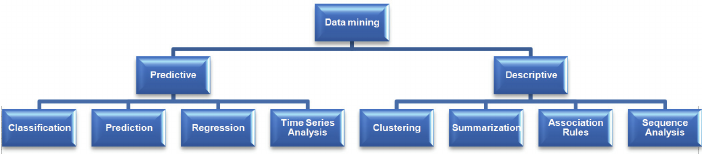 Data mining
Predictive
Descriptive
Classification
Prediction
Regression
Time Series
Analysis
Clustering
Summarization
Association
Rules
Sequence
Analysis